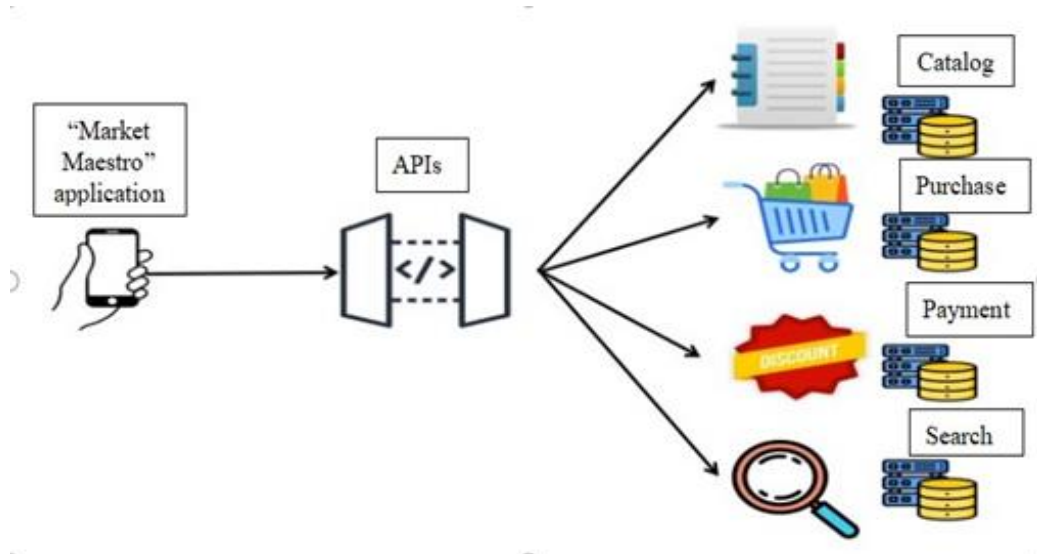 “Market
Maestro”
application
APIs
</>
Catalog
Purchase
DISCOUNT
Payment
Search